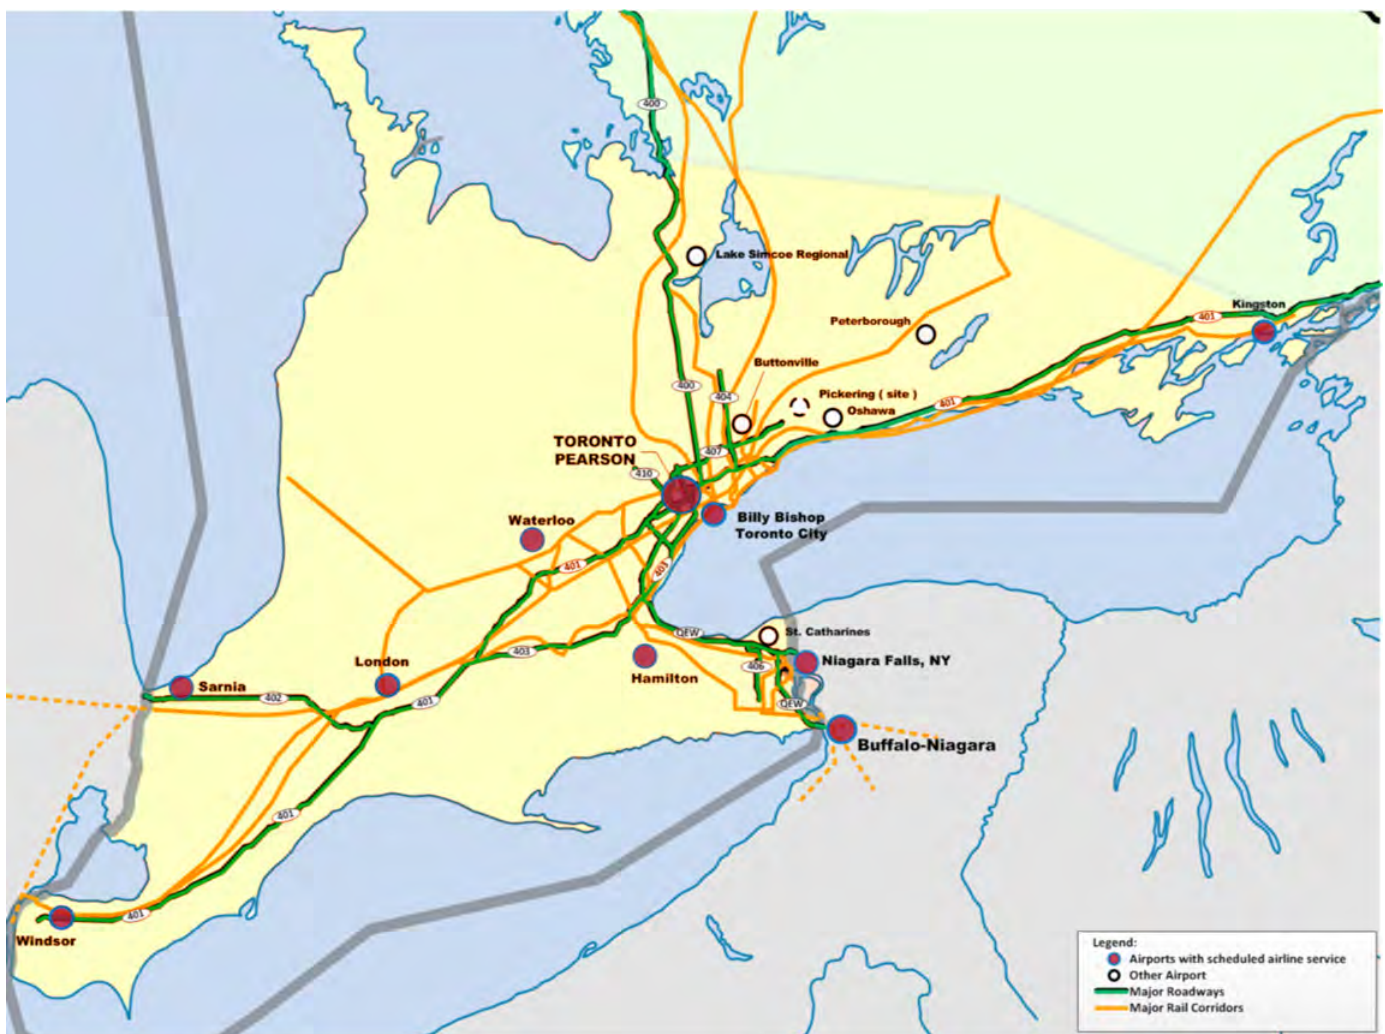 400
Lake Simcoe Regional
Kingston
401
Peterborough
Buttonville
400
404
Pickering ( site )
Oshawa
401
TORONTO
PEARSON
407
410
Waterloo
Billy Bishop
Toronto City
401
403
QEW
St. Catharines
403
London
Hamilton
406
Niagara Falls, NY
Sarnia
402
401
QEW
Buffalo-Niagara
401
401
Windsor
Legend:
Airports with scheduled airline service
Other Airport
Major Roadways
Major Rail Corridors